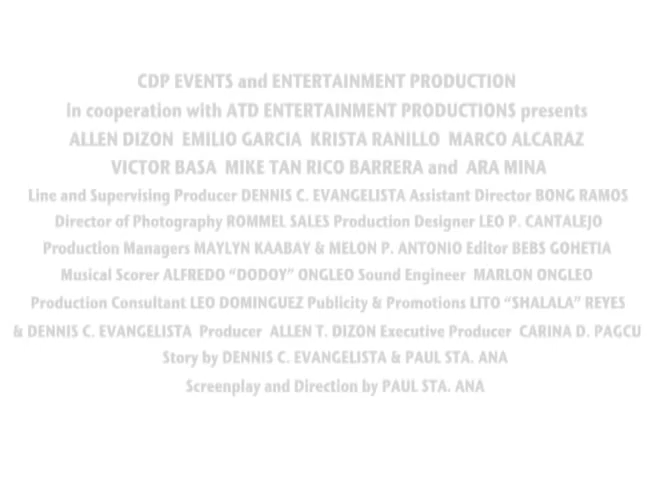 CDP EVENTS and ENTERTAINMENT PRODUCTION
in cooperation with ATD ENTERTAINMENT PRODUCTIONS presents
ALLEN DIZON EMILIO GARCIA KRISTA RANILLO MARCO ALCARAZ
VICTOR BASA MIKE TAN RICO BARRERA and ARA MINA
Line and Supervising Producer DENNIS C. EVANGELISTA Assistant Director BONG RAMOS
Director of Photography ROMMEL SALES Production Designer LEO P. CANTALEJO
Production Managers MAYLYN KAABAY & MELON P. ANTONIO Editor BEBS GOHETIA
Musical Scorer ALFREDO “DODOY” ONGLEO Sound Engineer MARLON ONGLEO
Production Consultant LEO DOMINGUEZ Publicity & Promotions LITO “SHALALA” REYES
& DENNIS C. EVANGELISTA Producer ALLEN T. DIZON Executive Producer CARINA D. PAGCU
Story by DENNIS C. EVANGELISTA & PAUL STA. ANA
Screenplay and Direction by PAUL STA. ANA